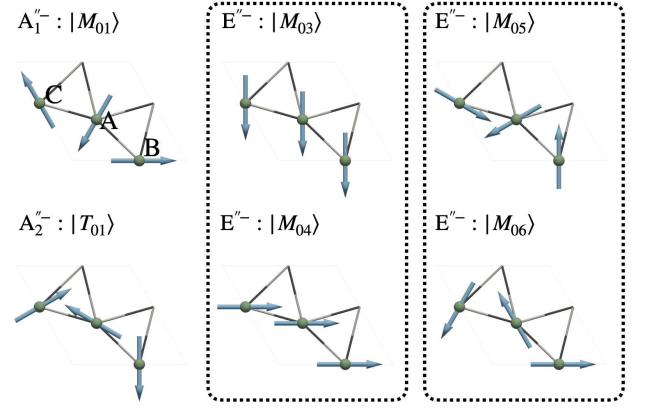 A₁″⁻ : |M₀₁⟩
E″⁻ : |M₀₃⟩
E″⁻ : |M₀₅⟩
C
A
B
A₂″⁻ : |T₀₁⟩
E″⁻ : |M₀₄⟩
E″⁻ : |M₀₆⟩